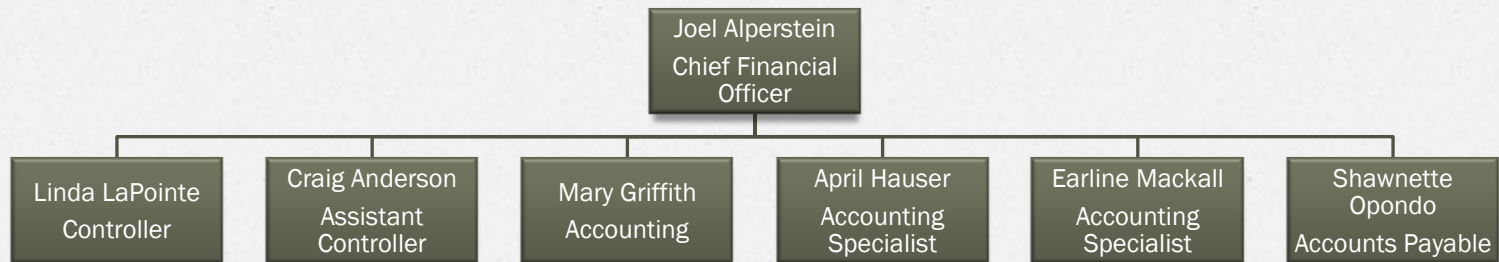 Joel Alperstein
Chief Financial
Officer
Linda LaPointe
Controller
Craig Anderson
Assistant
Controller
Mary Griffith
Accounting
April Hauser
Accounting
Specialist
Earline Mackall
Accounting
Specialist
Shawnette
Opondo
Accounts Payable